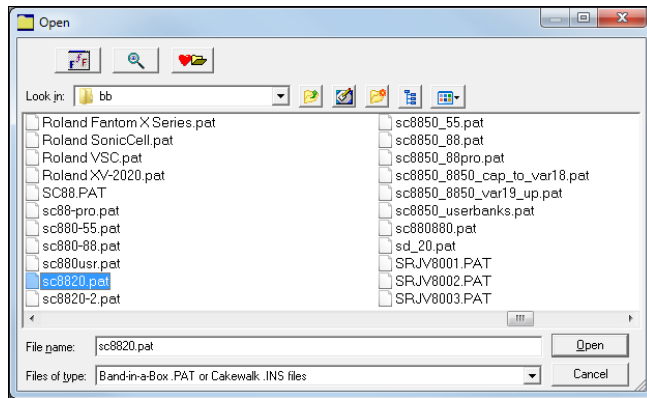 Open
Look in: bb
Roland Fantom X Series.pat
Roland SonicCell.pat
Roland VSC.pat
Roland XV-2020.pat
SC88.PAT
sc88-pro.pat
sc880-55.pat
sc880-88.pat
sc880usr.pat
sc8820.pat
sc8820-2.pat
sc8850_55.pat
sc8850_88.pat
sc8850_88pro.pat
sc8850_8850_cap_to_var18.pat
sc8850_8850_var19_up.pat
sc8850_userbanks.pat
sc880880.pat
sd_20.pat
SRJV8001.PAT
SRJV8002.PAT
SRJV8003.PAT
File name: sc8820.pat Open
Files of type: Band-in-a-Box .PAT or Cakewalk .INS files Cancel